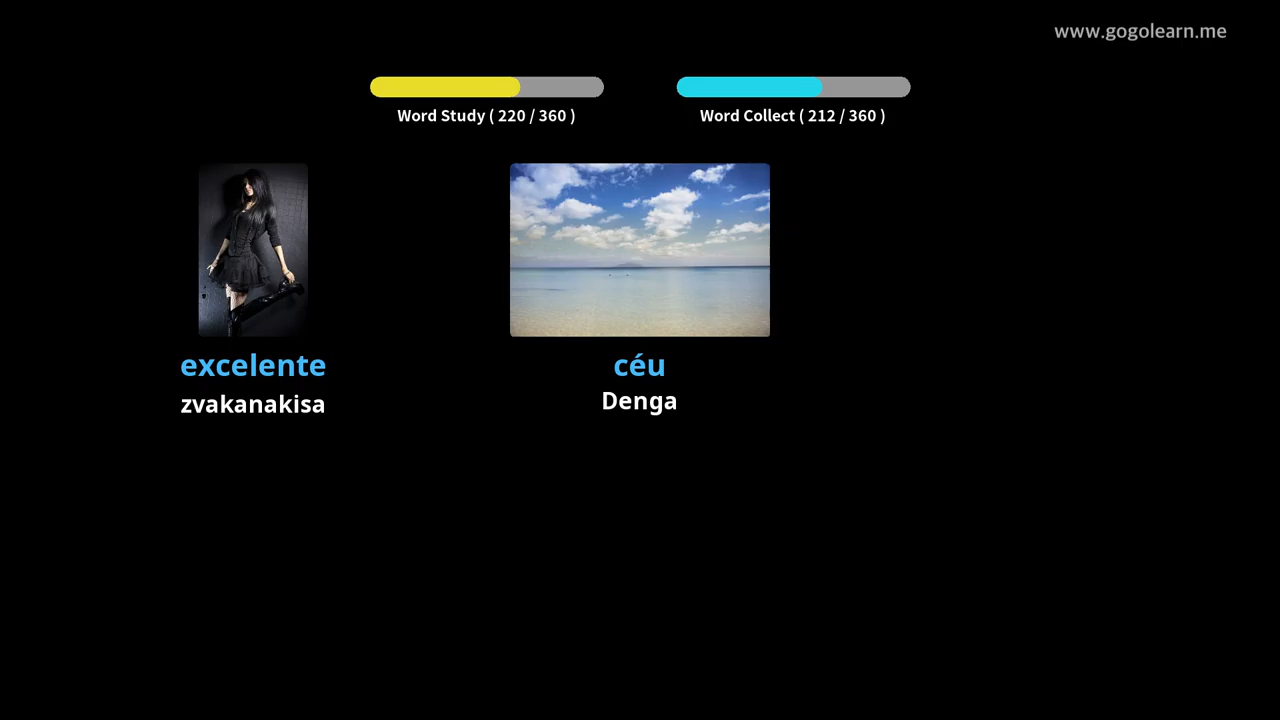 www.gogolearn.me
Word Study ( 220 / 360 )
Word Collect ( 212 / 360 )
excelente
zvakanakisa
céu
Denga